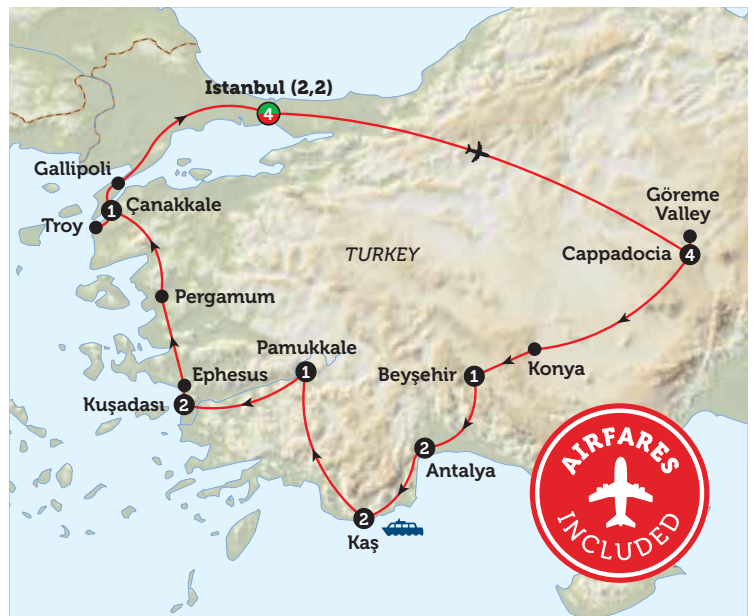 Istanbul (2,2)
4
Gallipoli
Çanakkale
1
Troy
Göreme
Valley
TURKEY
Cappadocia
4
Pergamum
Pamukkale
1
Ephesus
Beyşehir
1
Konya
Kuşadası
2
2
Antalya
2
Kaş
AIRFARES
INCLUDED